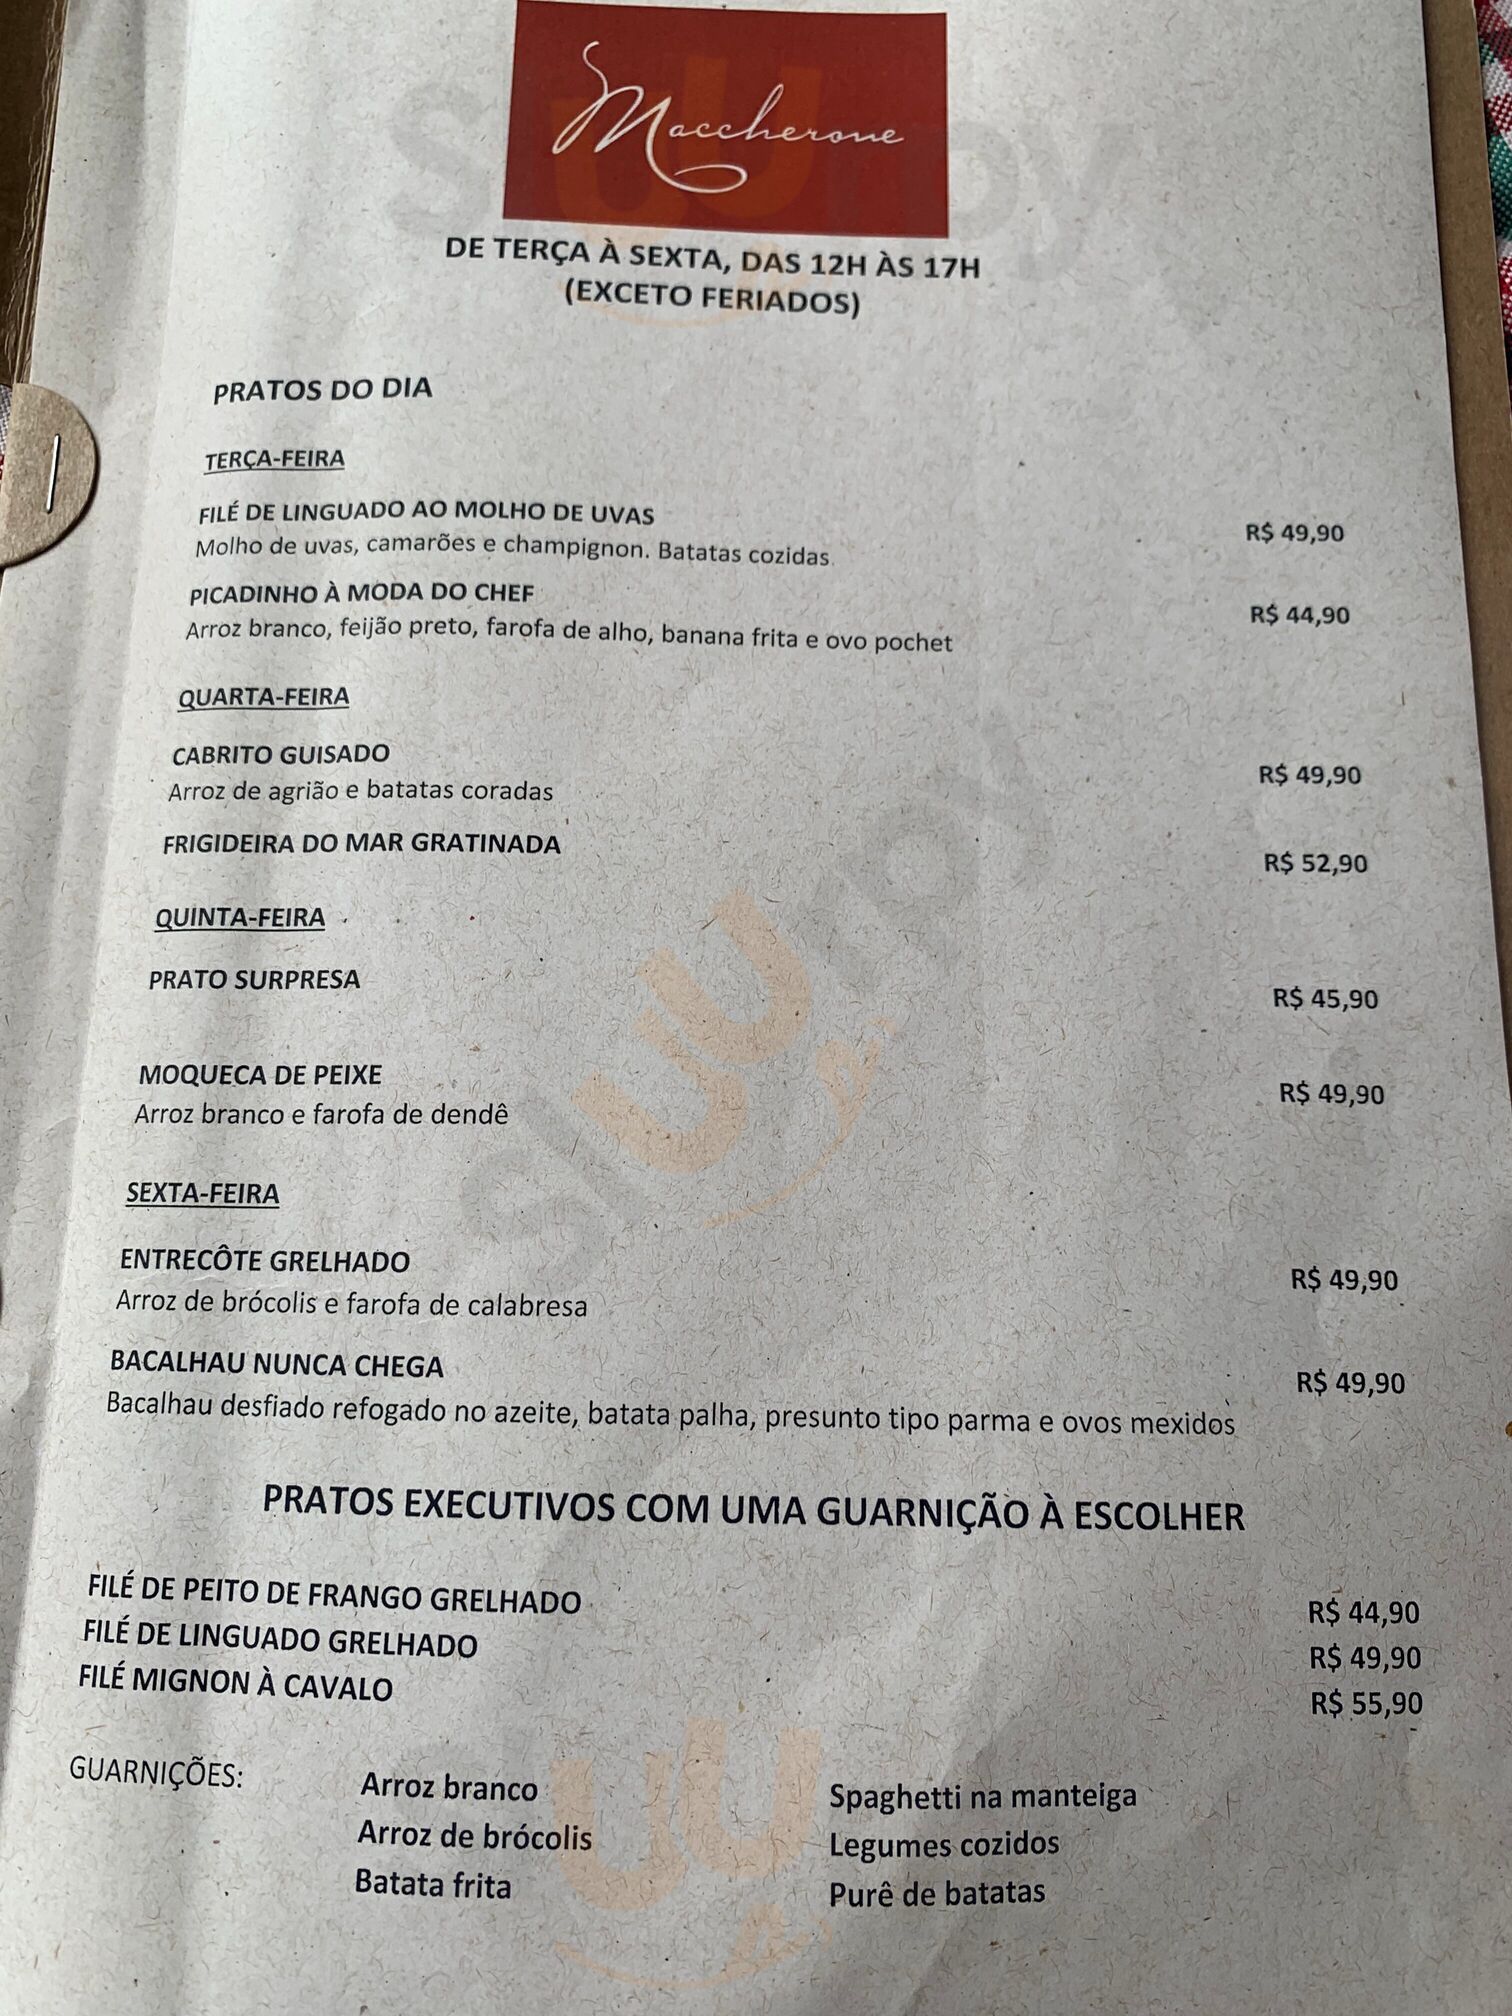 Maccherone
DE TERÇA À SEXTA, DAS 12H ÀS 17H
(EXCETO FERIADOS)
PRATOS DO DIA
TERÇA-FEIRA
FILÉ DE LINGUADO AO MOLHO DE UVAS R$ 49,90
Molho de uvas, camarões e champignon. Batatas cozidas
PICADINHO À MODA DO CHEF R$ 44,90
Arroz branco, feijão preto, farofa de alho, banana frita e ovo pochet
QUARTA-FEIRA
CABRITO GUISADO R$ 49,90
Arroz de agrião e batatas coradas
FRIGIDEIRA DO MAR GRATINADA R$ 52,90
QUINTA-FEIRA
PRATO SURPRESA R$ 45,90
MOQUECA DE PEIXE R$ 49,90
Arroz branco e farofa de dendê
SEXTA-FEIRA
ENTRECÔTE GRELHADO R$ 49,90
Arroz de brócolis e farofa de calabresa
BACALHAU NUNCA CHEGA R$ 49,90
Bacalhau desfiado refogado no azeite, batata palha, presunto tipo parma e ovos mexidos
PRATOS EXECUTIVOS COM UMA GUARNIÇÃO À ESCOLHER
FILÉ DE PEITO DE FRANGO GRELHADO R$ 44,90
FILÉ DE LINGUADO GRELHADO R$ 49,90
FILÉ MIGNON À CAVALO R$ 55,90
GUARNIÇÕES: Arroz branco Spaghetti na manteiga
Arroz de brócolis Legumes cozidos
Batata frita Purê de batatas